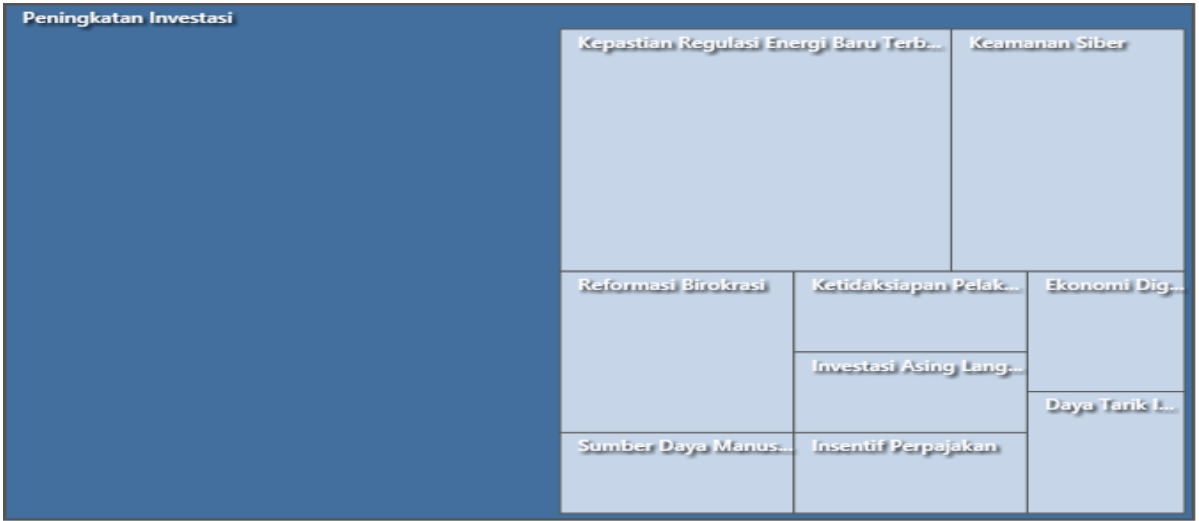 Peningkatan Investasi
Kepastian Regulasi Energi Baru Terb...
Keamanan Siber
Reformasi Birokrasi
Ketidaksiapan Pelak...
Ekonomi Dig...
Investasi Asing Lang...
Daya Tarik I...
Sumber Daya Manus...
Insentif Perpajakan